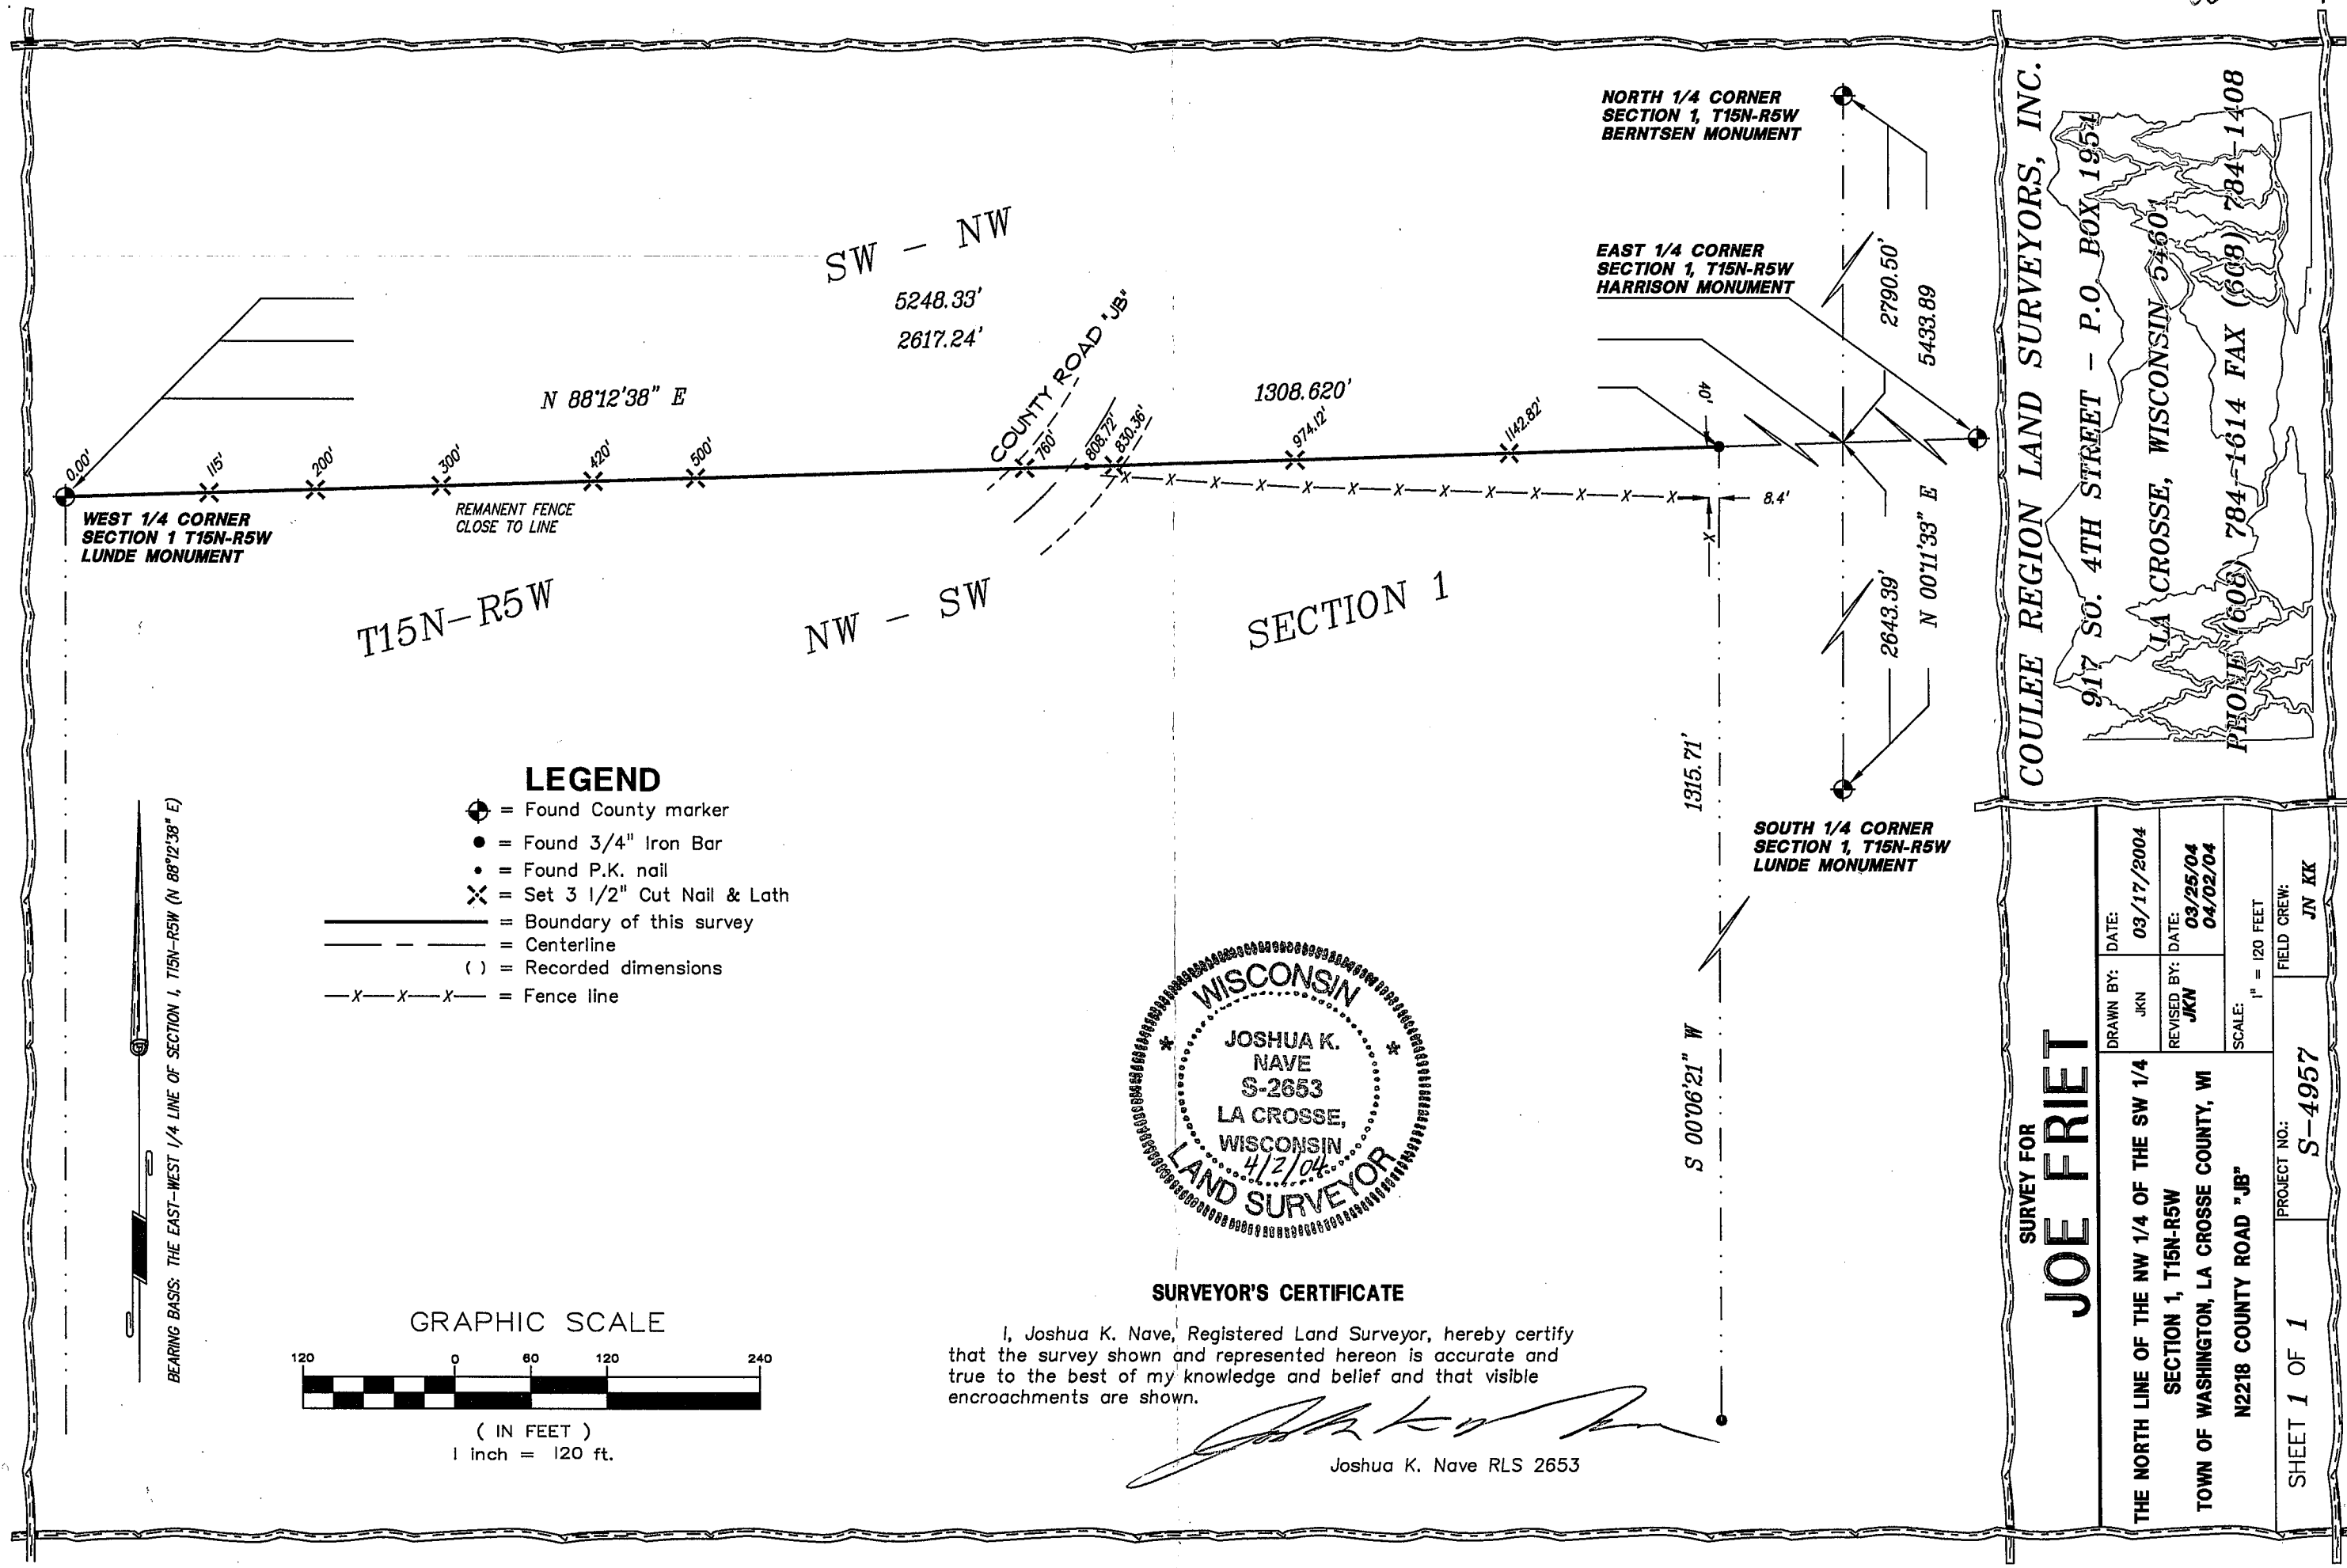 NORTH 1/4 CORNER
SECTION 1, T15N-R5W
BERNTSEN MONUMENT
EAST 1/4 CORNER
SECTION 1, T15N-R5W
HARRISON MONUMENT
2790.50'
5433.89
SW - NW
5248.33'
2617.24'
N 88°12'38" E
COUNTY ROAD "JB"
1308.620'
40'
0.00'
115'
200'
300'
420'
500'
760'
808.72'
830.36'
974.12'
1142.82'
8.4'
WEST 1/4 CORNER
SECTION 1 T15N-R5W
LUNDE MONUMENT
REMANENT FENCE
CLOSE TO LINE
T15N-R5W
NW - SW
SECTION 1
2643.39'
N 00°11'33" E
1315.71'
S 00°06'21" W
SOUTH 1/4 CORNER
SECTION 1, T15N-R5W
LUNDE MONUMENT
BEARING BASIS: THE EAST-WEST 1/4 LINE OF SECTION 1, T15N-R5W (N 88°12'38" E)
LEGEND
= Found County marker
= Found 3/4" Iron Bar
= Found P.K. nail
= Set 3 1/2" Cut Nail & Lath
= Boundary of this survey
= Centerline
( ) = Recorded dimensions
X X X = Fence line
WISCONSIN
JOSHUA K.
NAVE
S-2653
LA CROSSE,
WISCONSIN
4/2/04
LAND SURVEYOR
GRAPHIC SCALE
120 0 60 120 240
( IN FEET )
1 inch = 120 ft.
SURVEYOR'S CERTIFICATE
I, Joshua K. Nave, Registered Land Surveyor, hereby certify
that the survey shown and represented hereon is accurate and
true to the best of my knowledge and belief and that visible
encroachments are shown.
Joshua K. Nave RLS 2653
COULEE REGION LAND SURVEYORS, INC.
917 SO. 4TH STREET - P.O. BOX 1954
LA CROSSE, WISCONSIN 54601
PHONE (608) 784-1614 FAX (608) 784-1408
SURVEY FOR
JOE FRIET
THE NORTH LINE OF THE NW 1/4 OF THE SW 1/4
SECTION 1, T15N-R5W
TOWN OF WASHINGTON, LA CROSSE COUNTY, WI
N2218 COUNTY ROAD "JB"
DRAWN BY: JKN
DATE: 03/17/2004
REVISED BY: JKN
DATE: 03/25/04
04/02/04
SCALE: 1" = 120 FEET
SHEET 1 OF 1
PROJECT NO.: S-4957
FIELD CREW: JN KK